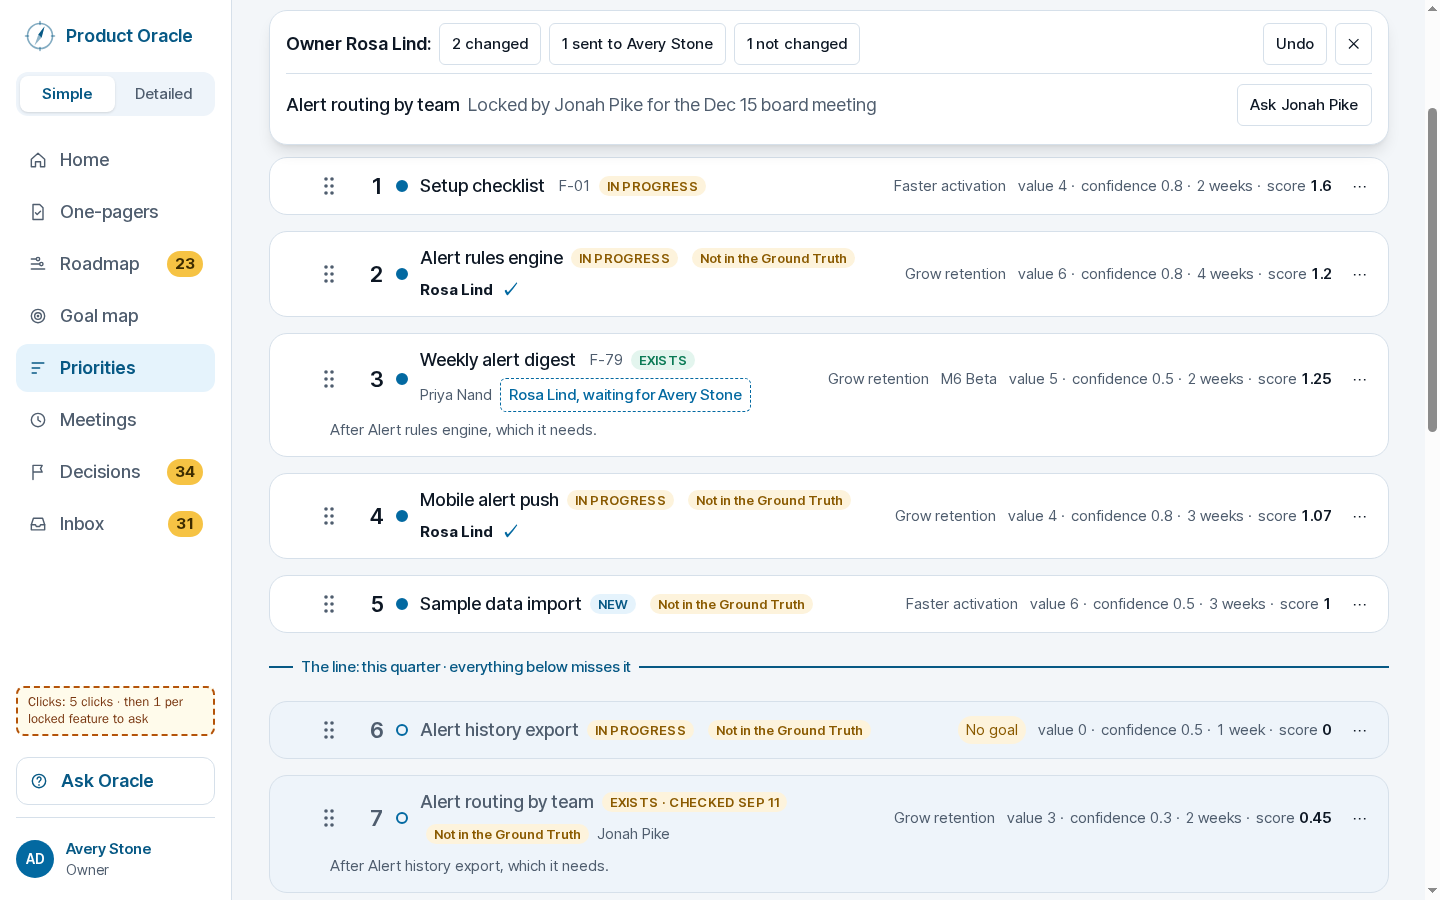 Product Oracle
Simple Detailed
Home
One-pagers
Roadmap 23
Goal map
Priorities
Meetings
Decisions 34
Inbox 31
Clicks: 5 clicks · then 1 per
locked feature to ask
Ask Oracle
AD Avery Stone
Owner
Owner Rosa Lind: 2 changed 1 sent to Avery Stone 1 not changed Undo ×
Alert routing by team Locked by Jonah Pike for the Dec 15 board meeting Ask Jonah Pike
1 Setup checklist F-01 IN PROGRESS Faster activation value 4 · confidence 0.8 · 2 weeks · score 1.6 ···
2 Alert rules engine IN PROGRESS Not in the Ground Truth Grow retention value 6 · confidence 0.8 · 4 weeks · score 1.2 ···
Rosa Lind ✓
3 Weekly alert digest F-79 EXISTS Grow retention M6 Beta value 5 · confidence 0.5 · 2 weeks · score 1.25 ···
Priya Nand Rosa Lind, waiting for Avery Stone
After Alert rules engine, which it needs.
4 Mobile alert push IN PROGRESS Not in the Ground Truth Grow retention value 4 · confidence 0.8 · 3 weeks · score 1.07 ···
Rosa Lind ✓
5 Sample data import NEW Not in the Ground Truth Faster activation value 6 · confidence 0.5 · 3 weeks · score 1 ···
The line: this quarter · everything below misses it
6 Alert history export IN PROGRESS Not in the Ground Truth No goal value 0 · confidence 0.5 · 1 week · score 0 ···
7 Alert routing by team EXISTS · CHECKED SEP 11 Grow retention value 3 · confidence 0.3 · 2 weeks · score 0.45 ···
Not in the Ground Truth Jonah Pike
After Alert history export, which it needs.